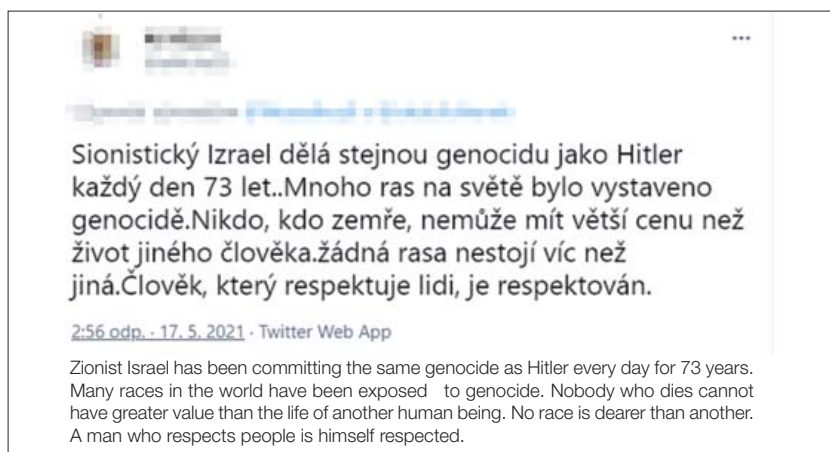 Sionistický Izrael dělá stejnou genocidu jako Hitler
každý den 73 let..Mnoho ras na světě bylo vystaveno
genocidě.Nikdo, kdo zemře, nemůže mít větší cenu než
život jiného člověka.žádná rasa nestojí víc než
jiná.Člověk, který respektuje lidi, je respektován.
2:56 odp. · 17. 5. 2021 · Twitter Web App
Zionist Israel has been committing the same genocide as Hitler every day for 73 years.
Many races in the world have been exposed to genocide. Nobody who dies cannot
have greater value than the life of another human being. No race is dearer than another.
A man who respects people is himself respected.